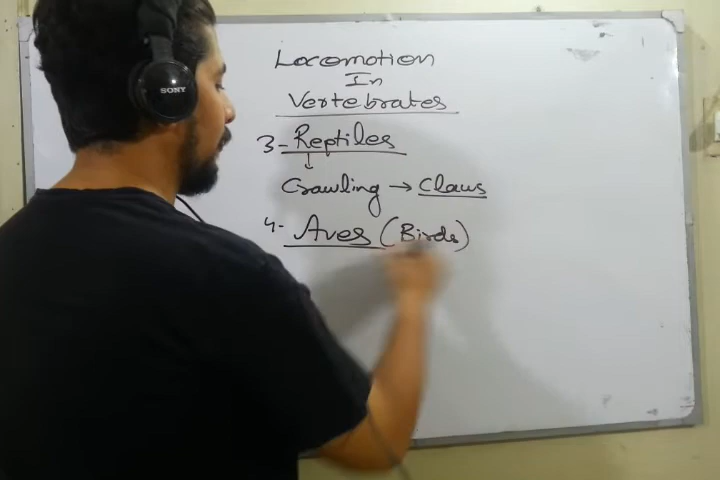 SONY
Locomotion
In
Vertebrates
3- Reptiles
↓
Crawling → Claws
4- Aves (Birds)